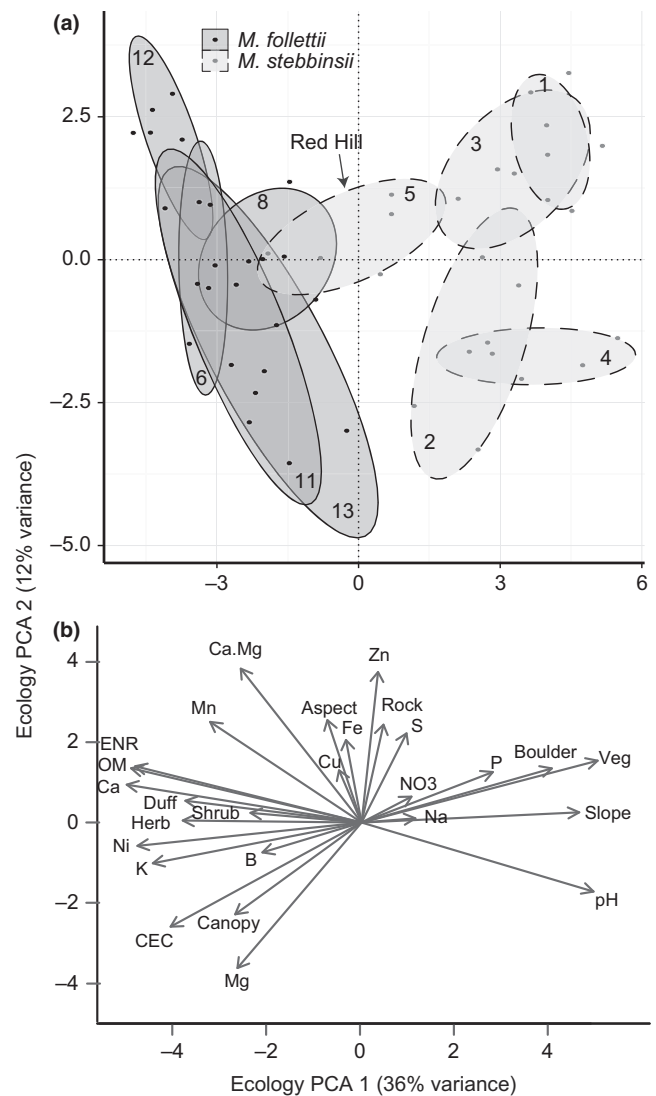 (a)
M. follettii
M. stebbinsii
12
Red Hill
1
3
8
5
2.5
0.0
6
4
2
−2.5
11
13
−5.0
−3
0
3
6
Ecology PCA 2 (12% variance)
(b)
Ca.Mg
Zn
4
Mn
Aspect
Rock
Fe
S
2
ENR
OM
Cu
P
Boulder
Veg
Ca
Duff
Shrub
NO3
Na
Slope
0
Herb
Ni
K
B
pH
−2
CEC
Canopy
Mg
−4
−4
−2
0
2
4
Ecology PCA 1 (36% variance)